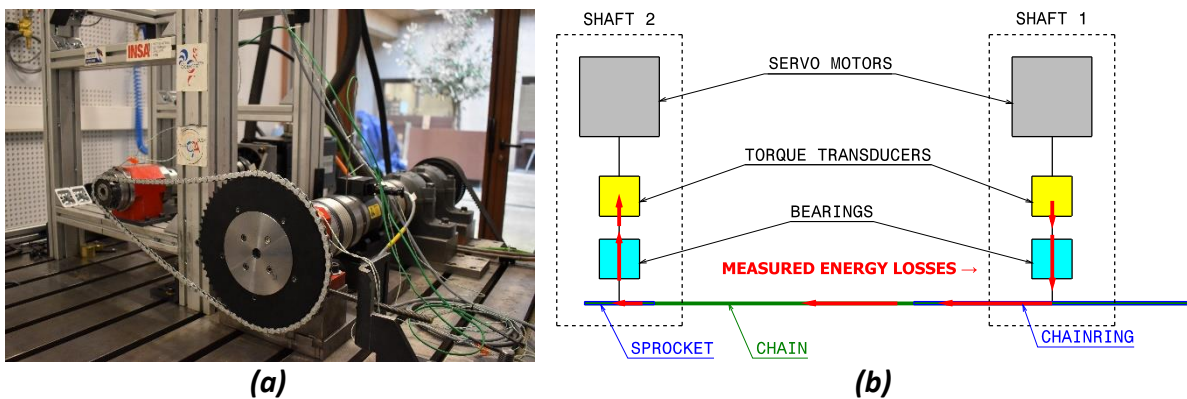 INSA
(a)
SHAFT 2
SHAFT 1
SERVO MOTORS
TORQUE TRANSDUCERS
BEARINGS
MEASURED ENERGY LOSSES →
SPROCKET
CHAIN
CHAINRING
(b)